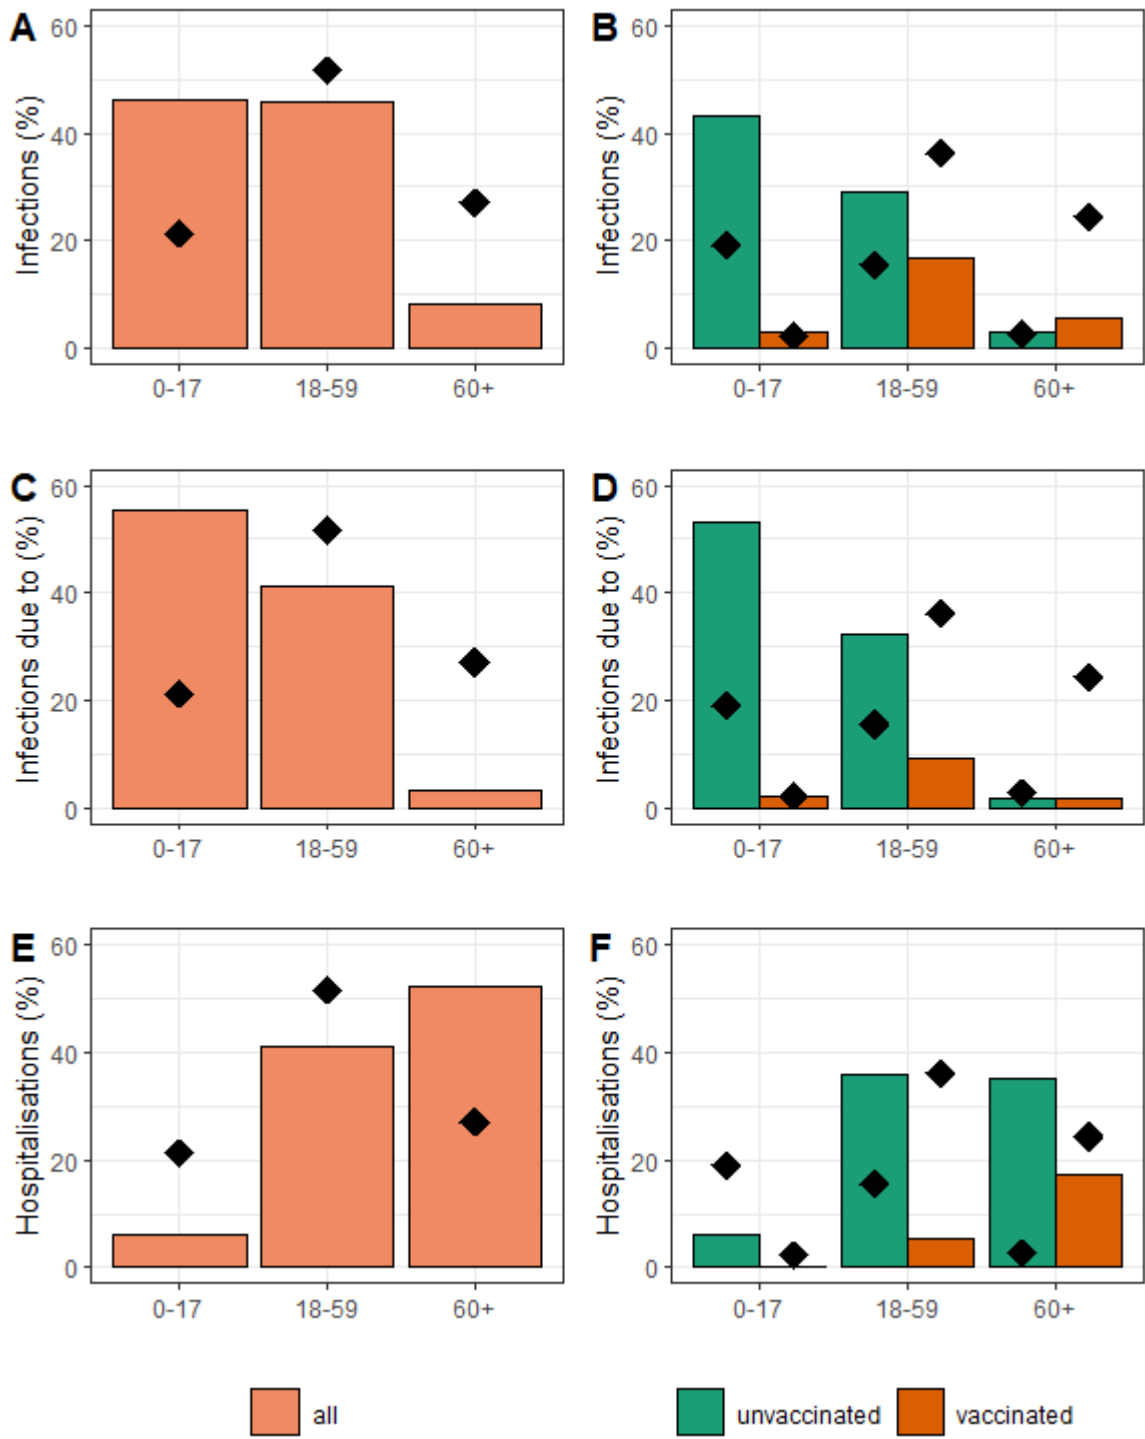 A
B
Infections (%)
60
40
20
0
0-17 18-59 60+
Infections (%)
60
40
20
0
0-17 18-59 60+
C
D
Infections due to (%)
60
40
20
0
0-17 18-59 60+
Infections due to (%)
60
40
20
0
0-17 18-59 60+
E
F
Hospitalisations (%)
60
40
20
0
0-17 18-59 60+
Hospitalisations (%)
60
40
20
0
0-17 18-59 60+
all
unvaccinated vaccinated